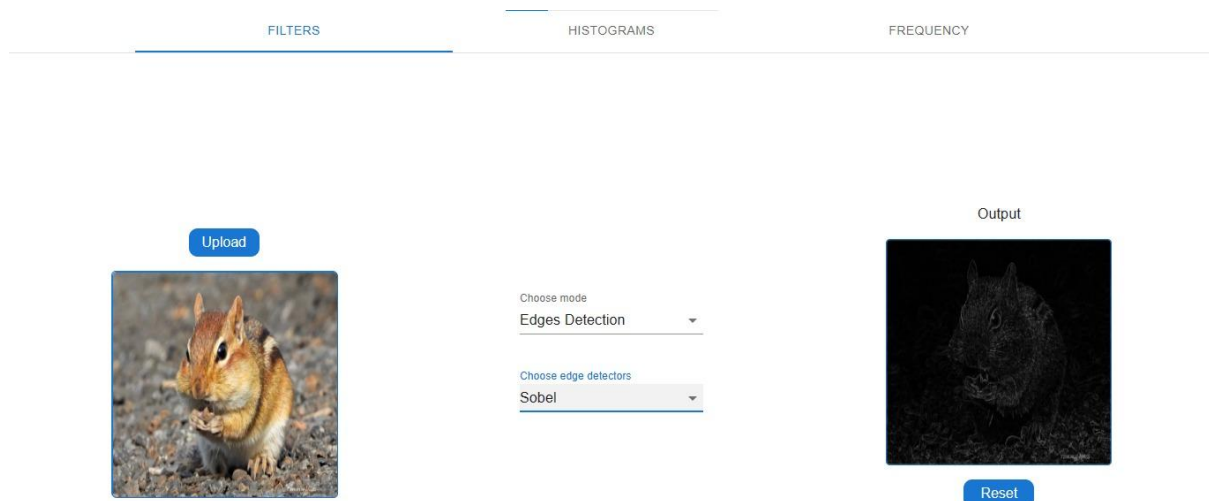 FILTERS
HISTOGRAMS
FREQUENCY
Upload
Choose mode
Edges Detection
Choose edge detectors
Sobel
Output
Reset